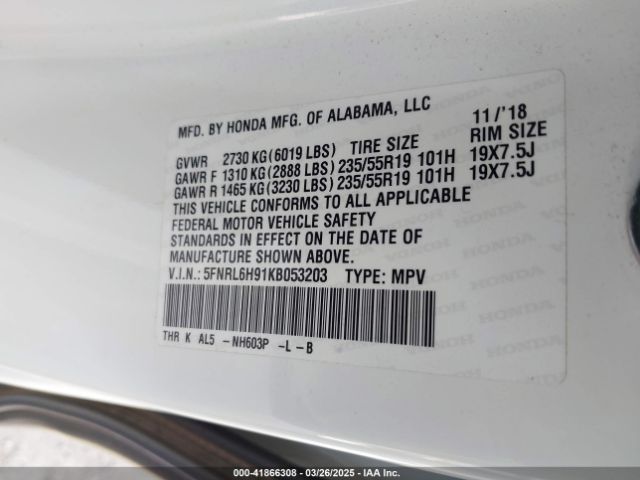 MFD. BY HONDA MFG. OF ALABAMA, LLC 11/'18
GVWR 2730 KG(6019 LBS) TIRE SIZE RIM SIZE
GAWR F 1310 KG(2888 LBS)235/55R19 101H 19X7.5J
GAWR R 1465 KG(3230 LBS)235/55R19 101H 19X7.5J
THIS VEHICLE CONFORMS TO ALL APPLICABLE
FEDERAL MOTOR VEHICLE SAFETY
STANDARDS IN EFFECT ON THE DATE OF
MANUFACTURE SHOWN ABOVE.
V.I.N.: 5FNRL6H91KB053203 TYPE: MPV
THR K AL5 -NH603P -L-B
000-41866308 | 03/26/2025 | IAA Inc.